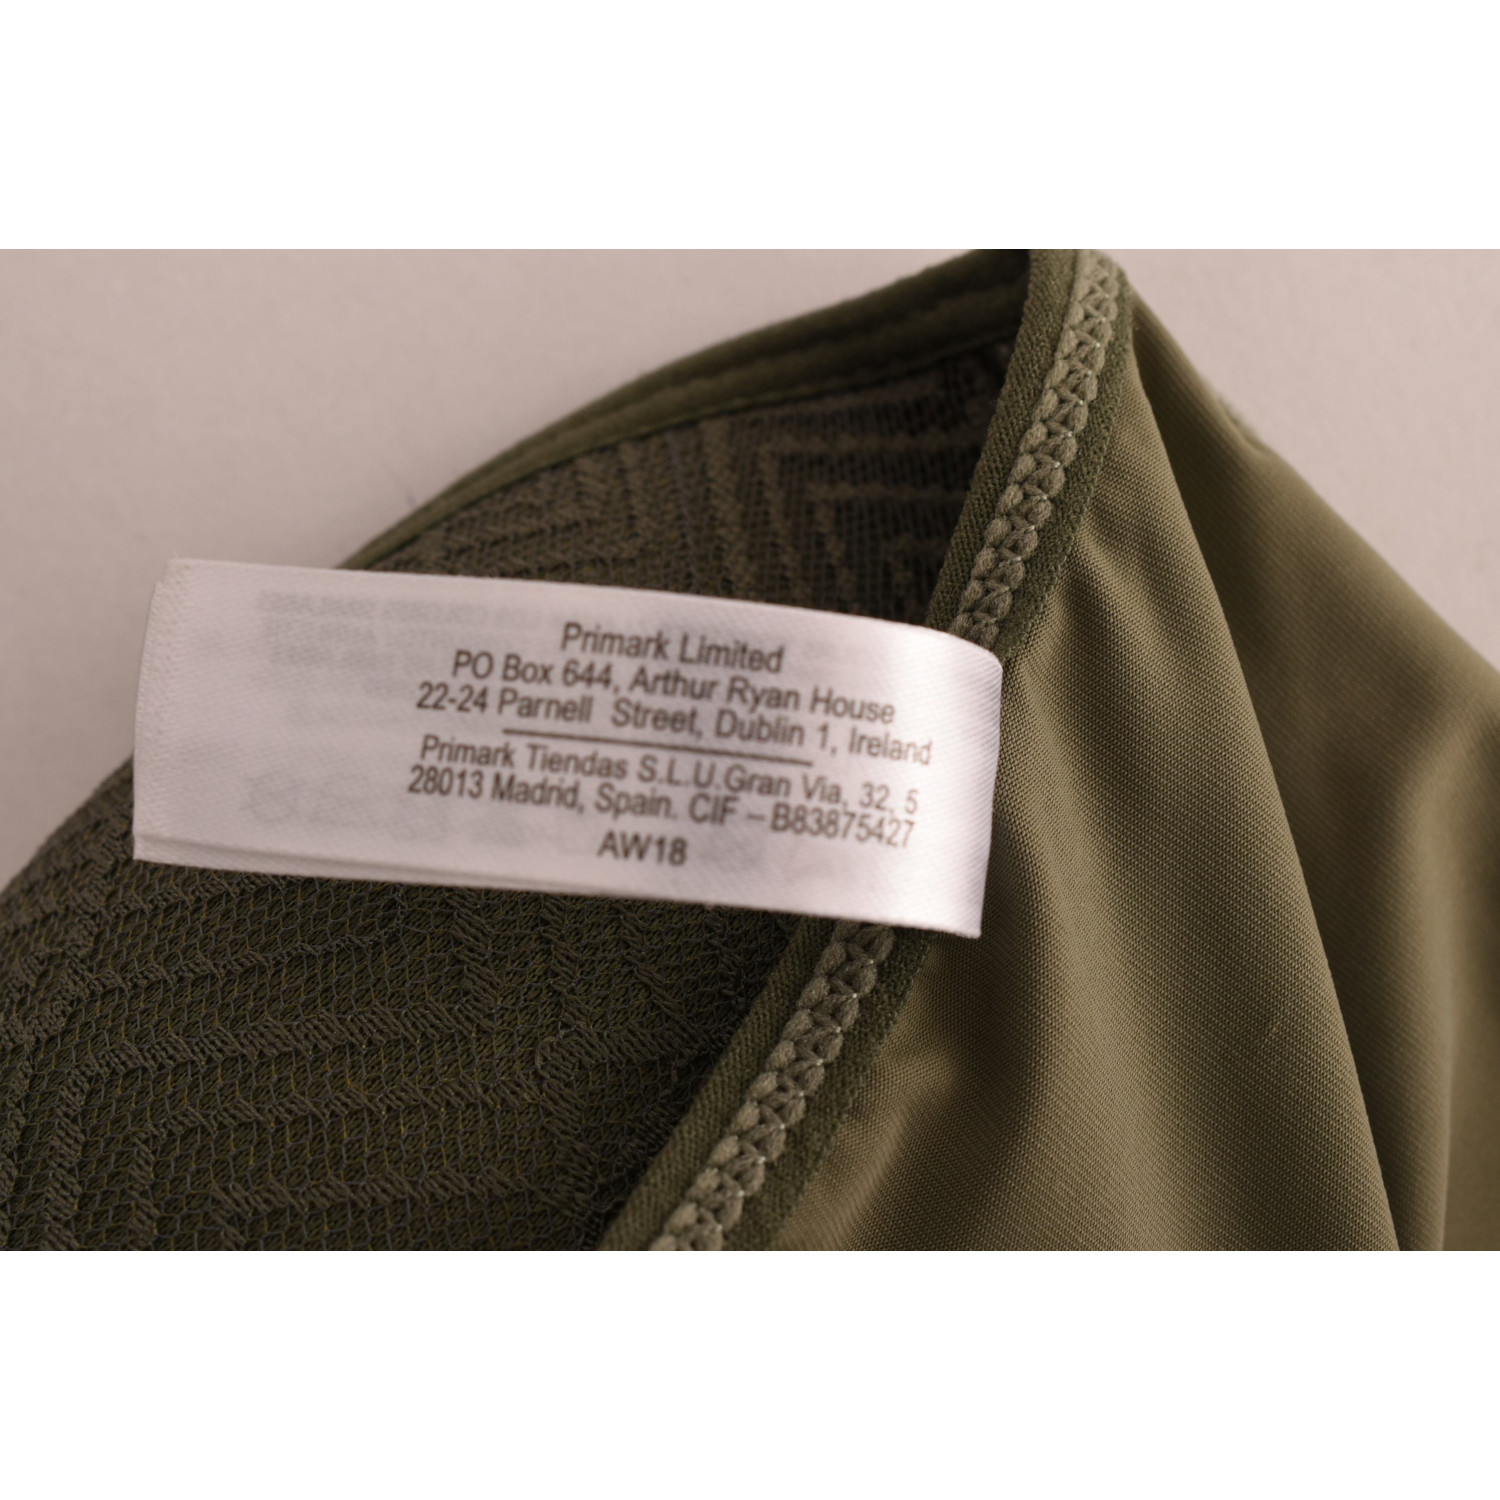 Primark Limited
PO Box 644, Arthur Ryan House
22-24 Parnell Street, Dublin 1, Ireland
Primark Tiendas S.L.U.Gran Via, 32, 5
28013 Madrid, Spain. CIF – B83875427
AW18